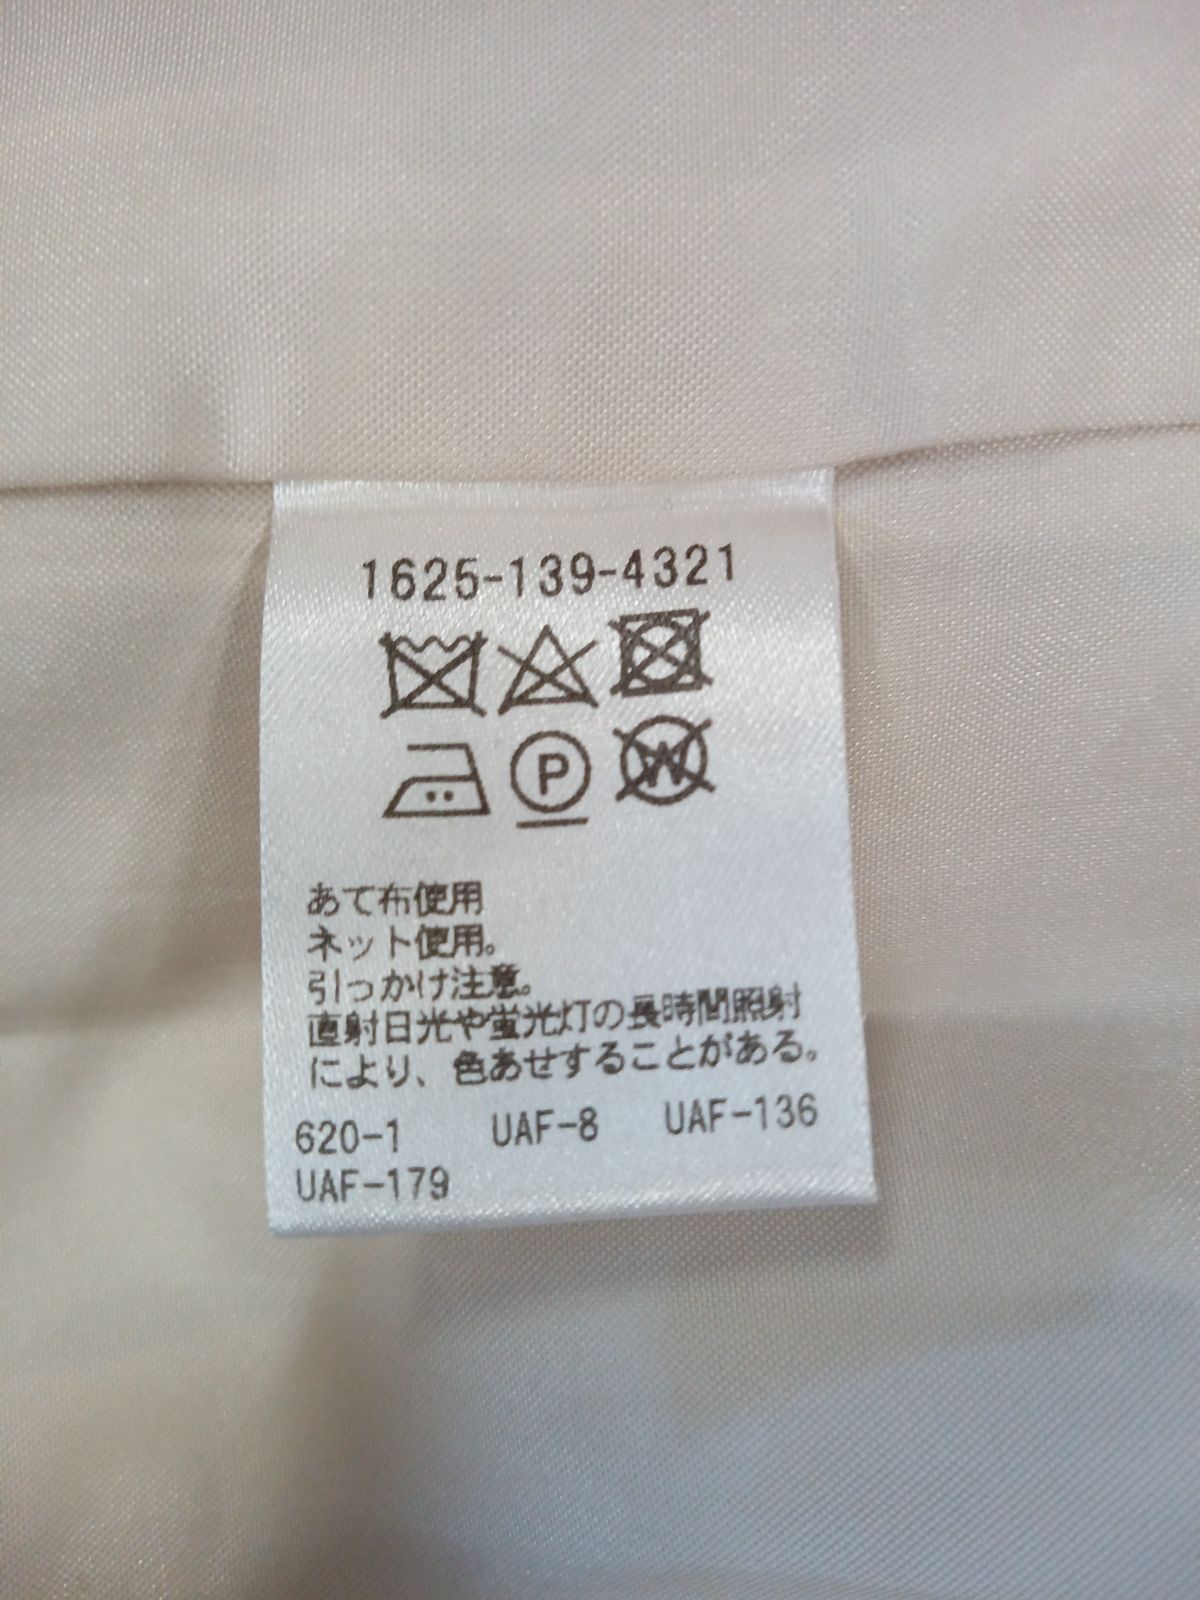 1625-139-4321
P W
あて布使用
ネット使用。
引っかけ注意。
直射日光や蛍光灯の長時間照射
により、色あせすることがある。
620-1 UAF-8 UAF-136
UAF-179